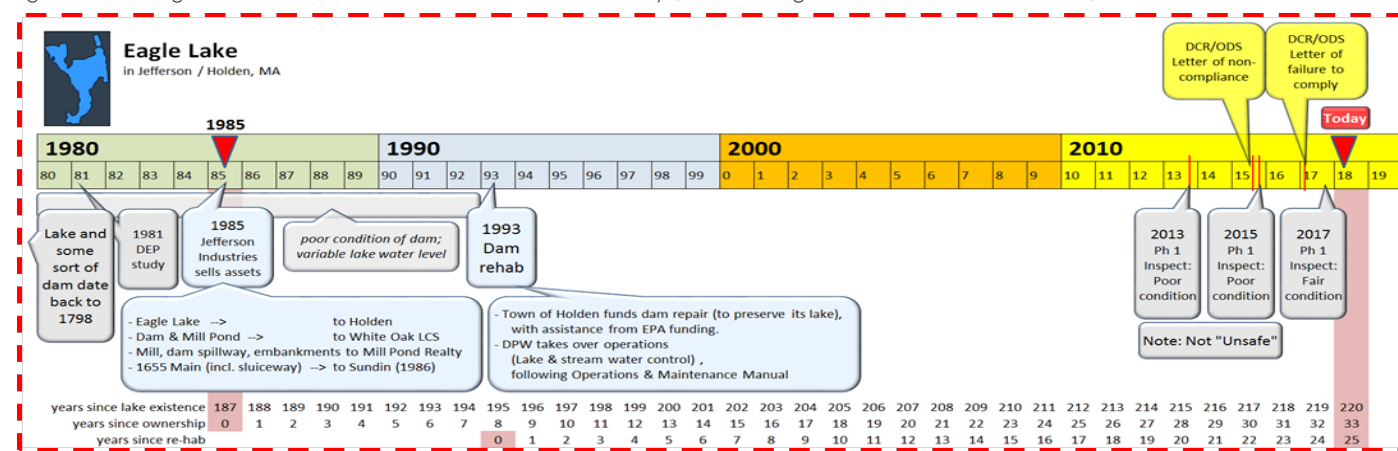 Eagle Lake
in Jefferson / Holden, MA
DCR/ODS
Letter of non-
compliance
DCR/ODS
Letter of
failure to
comply
1985
Today
1980 1990 2000 2010
80 81 82 83 84 85 86 87 88 89 90 91 92 93 94 95 96 97 98 99 0 1 2 3 4 5 6 7 8 9 10 11 12 13 14 15 16 17 18 19
Lake and
some
sort of
dam date
back to
1798
1981
DEP
study
1985
Jefferson
Industries
sells assets
poor condition of dam;
variable lake water level
1993
Dam
rehab
2013
Ph 1
Inspect:
Poor
condition
2015
Ph 1
Inspect:
Poor
condition
2017
Ph 1
Inspect:
Fair
condition
- Eagle Lake --> to Holden
- Dam & Mill Pond --> to White Oak LCS
- Mill, dam spillway, embankments to Mill Pond Realty
- 1655 Main (incl. sluiceway) --> to Sundin (1986)
- Town of Holden funds dam repair (to preserve its lake),
with assistance from EPA funding.
- DPW takes over operations
(Lake & stream water control) ,
following Operations & Maintenance Manual
Note: Not "Unsafe"
years since lake existence 187 188 189 190 191 192 193 194 195 196 197 198 199 200 201 202 203 204 205 206 207 208 209 210 211 212 213 214 215 216 217 218 219 220
years since ownership 0 1 2 3 4 5 6 7 8 9 10 11 12 13 14 15 16 17 18 19 20 21 22 23 24 25 26 27 28 29 30 31 32 33
years since re-hab 0 1 2 3 4 5 6 7 8 9 10 11 12 13 14 15 16 17 18 19 20 21 22 23 24 25